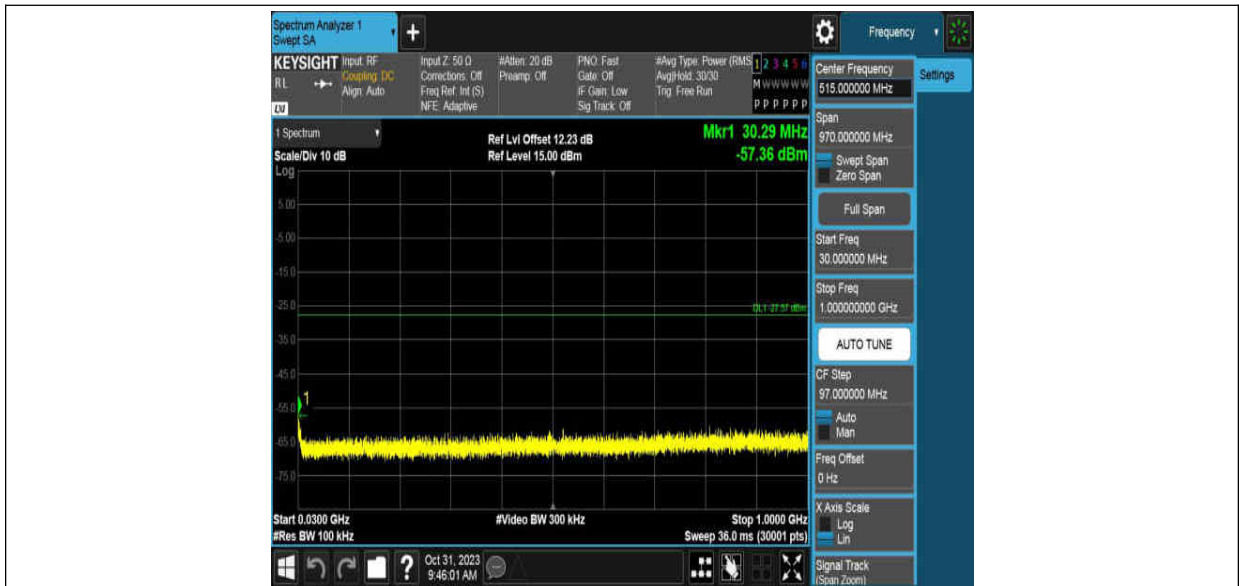 Spectrum Analyzer 1
Swept SA
+
Frequency
KEYSIGHT
RL
LXI
Input: RF
Coupling: DC
Align: Auto
Input Z: 50 Ω
Corrections: Off
Freq Ref: Int (S)
NFE: Adaptive
#Atten: 20 dB
Preamp: Off
PNO: Fast
Gate: Off
IF Gain: Low
Sig Track: Off
#Avg Type: Power (RMS
Avg|Hold: 30/30
Trig: Free Run
1 2 3 4 5 6
M W W W W W
P P P P P P
1 Spectrum
Scale/Div 10 dB
Log
Ref Lvl Offset 12.23 dB
Ref Level 15.00 dBm
Mkr1 30.29 MHz
-57.36 dBm
5.00
-5.00
-15.0
-25.0
DL1 -27.57 dBm
-35.0
-45.0
1
-55.0
-65.0
-75.0
Start 0.0300 GHz
#Res BW 100 kHz
#Video BW 300 kHz
Stop 1.0000 GHz
Sweep 36.0 ms (30001 pts)
?
Oct 31, 2023
9:46:01 AM
Center Frequency
515.000000 MHz
Settings
Span
970.000000 MHz
Swept Span
Zero Span
Full Span
Start Freq
30.000000 MHz
Stop Freq
1.000000000 GHz
AUTO TUNE
CF Step
97.000000 MHz
Auto
Man
Freq Offset
0 Hz
X Axis Scale
Log
Lin
Signal Track
(Span Zoom)